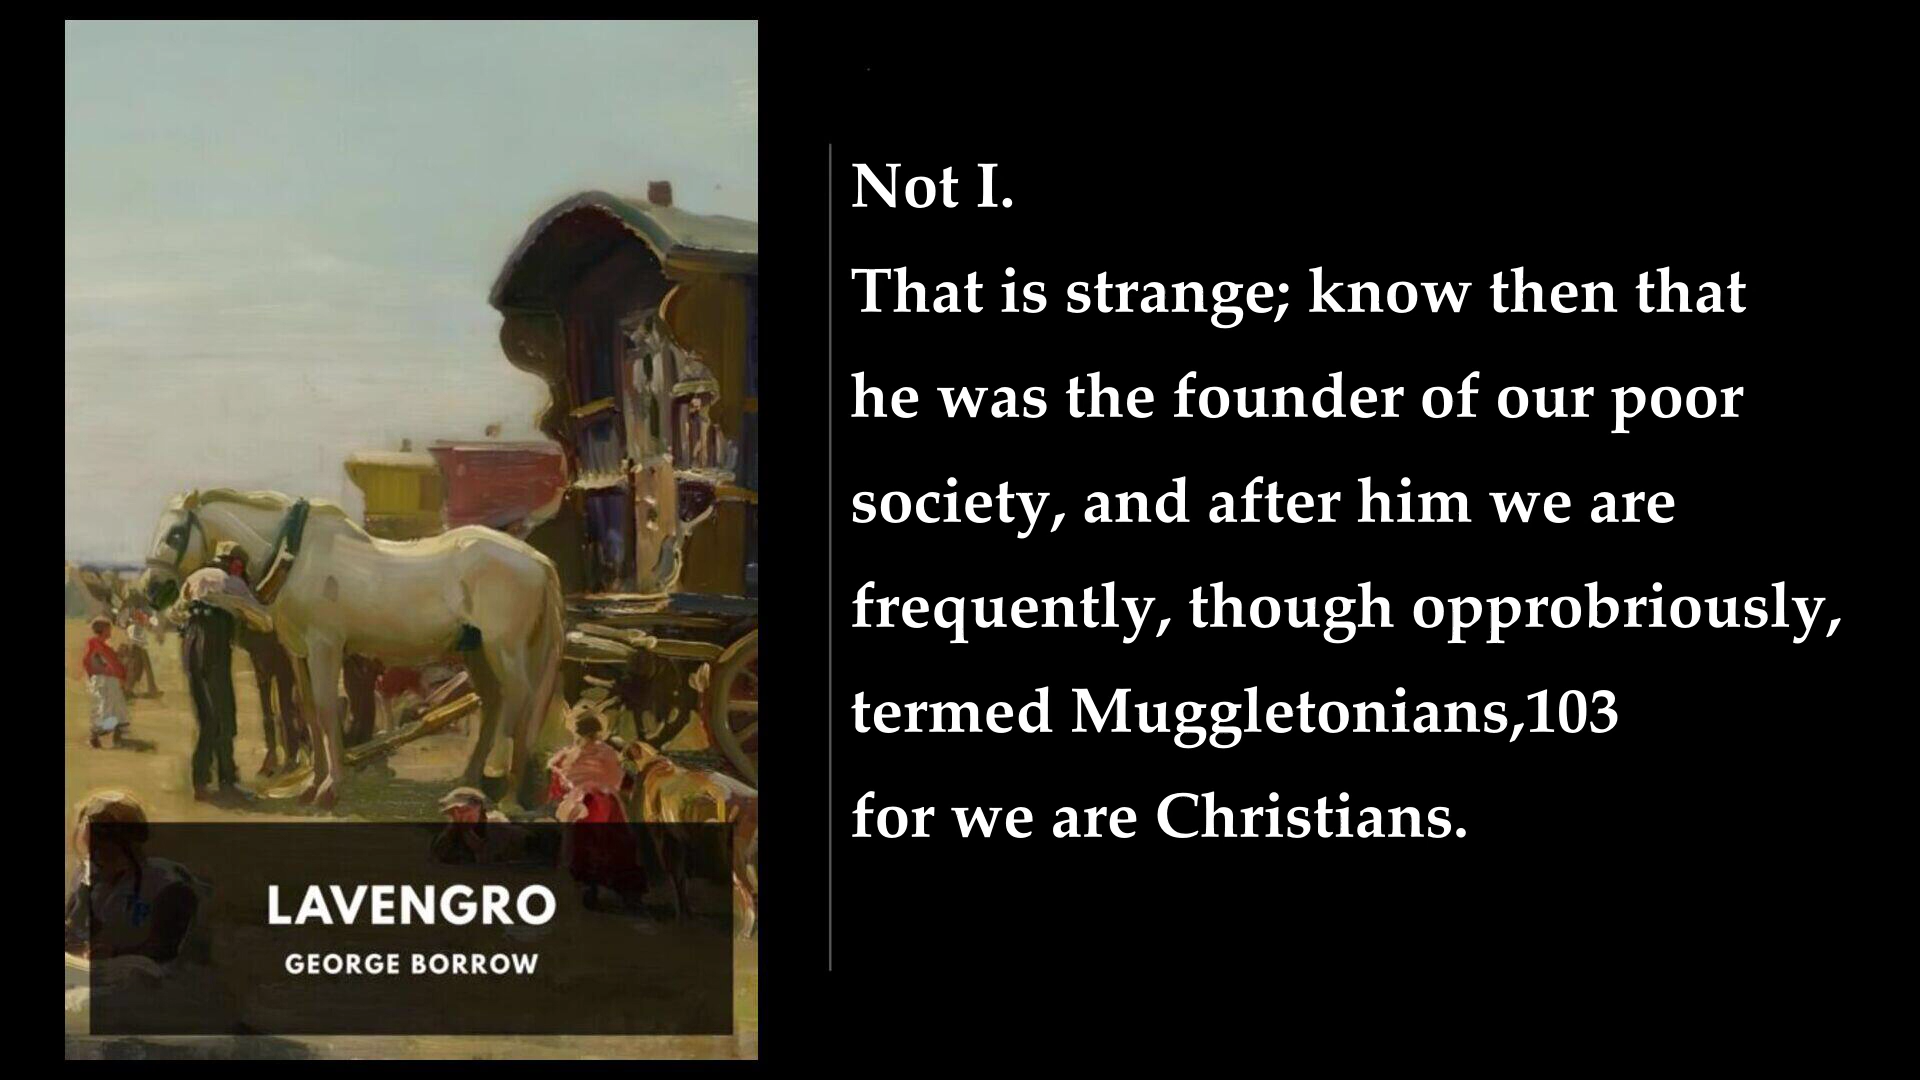 Not I.
That is strange; know then that
he was the founder of our poor
society, and after him we are
frequently, though opprobriously,
termed Muggletonians,103
for we are Christians.
LAVENGRO
GEORGE BORROW